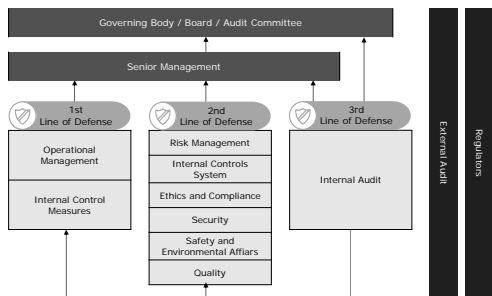 Governing Body / Board / Audit Committee
Senior Management
1st
Line of Defense
2nd
Line of Defense
3rd
Line of Defense
Operational
Management
Internal Control
Measures
Risk Management
Internal Controls
System
Ethics and Compliance
Security
Safety and
Environmental Affiars
Quality
Internal Audit
External Audit
Regulators